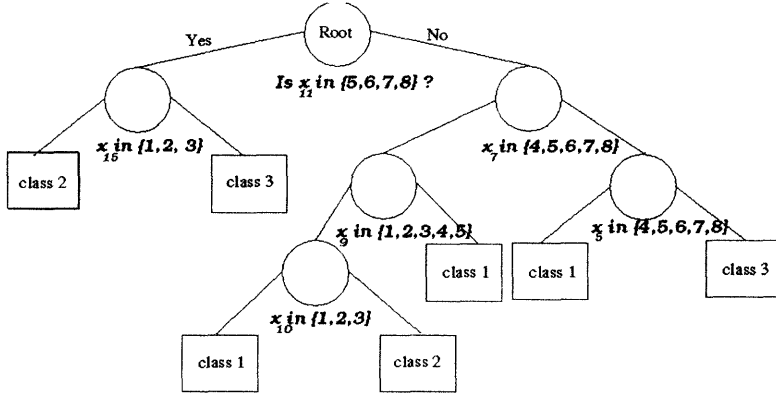 Root
Yes
No
Is x11 in {5,6,7,8} ?
x15 in {1,2, 3}
x7 in {4,5,6,7,8}
class 2
class 3
x9 in {1,2,3,4,5}
x5 in {4,5,6,7,8}
class 1
class 1
class 3
x10 in {1,2,3}
class 1
class 2